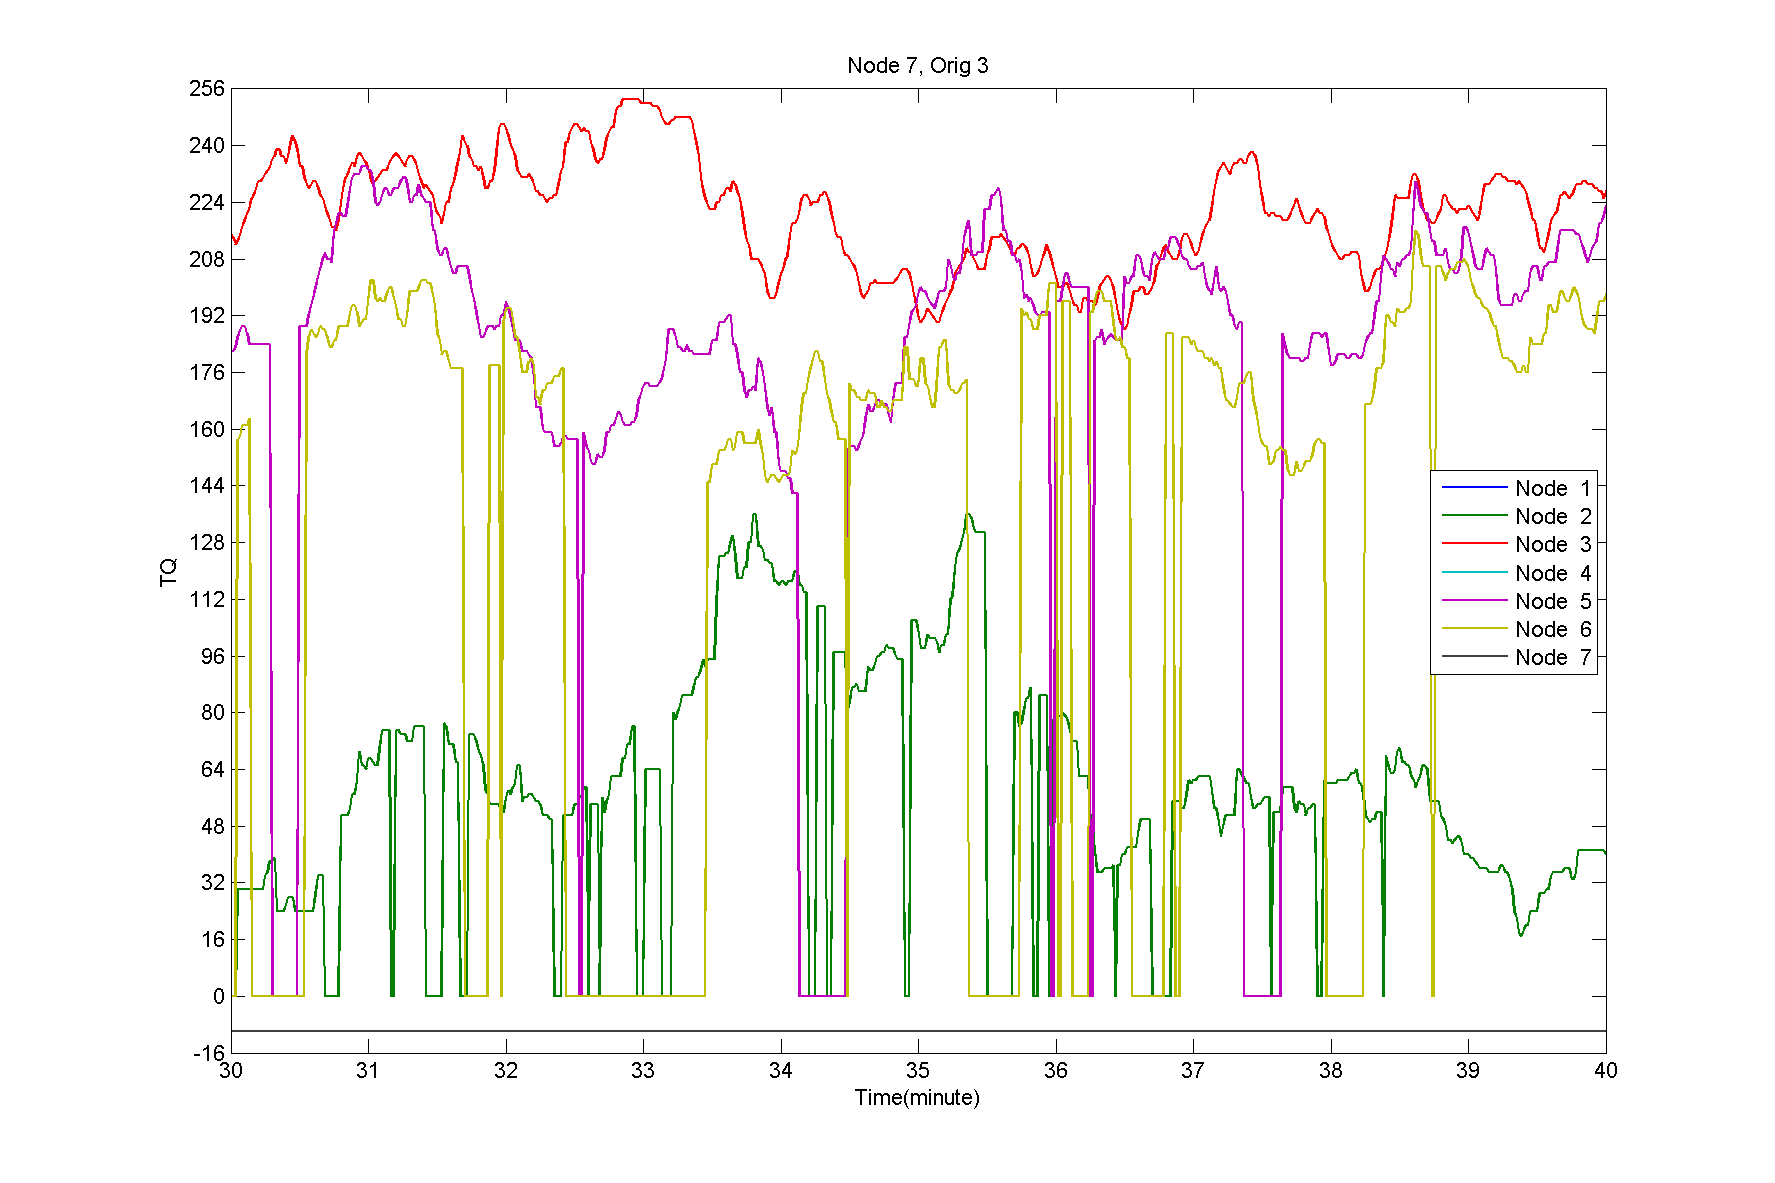 Node 7, Orig 3
256
240
224
208
192
176
160
144
128
112
96
80
64
48
32
16
0
-16
TQ
Node 1
Node 2
Node 3
Node 4
Node 5
Node 6
Node 7
30 31 32 33 34 35 36 37 38 39 40
Time(minute)